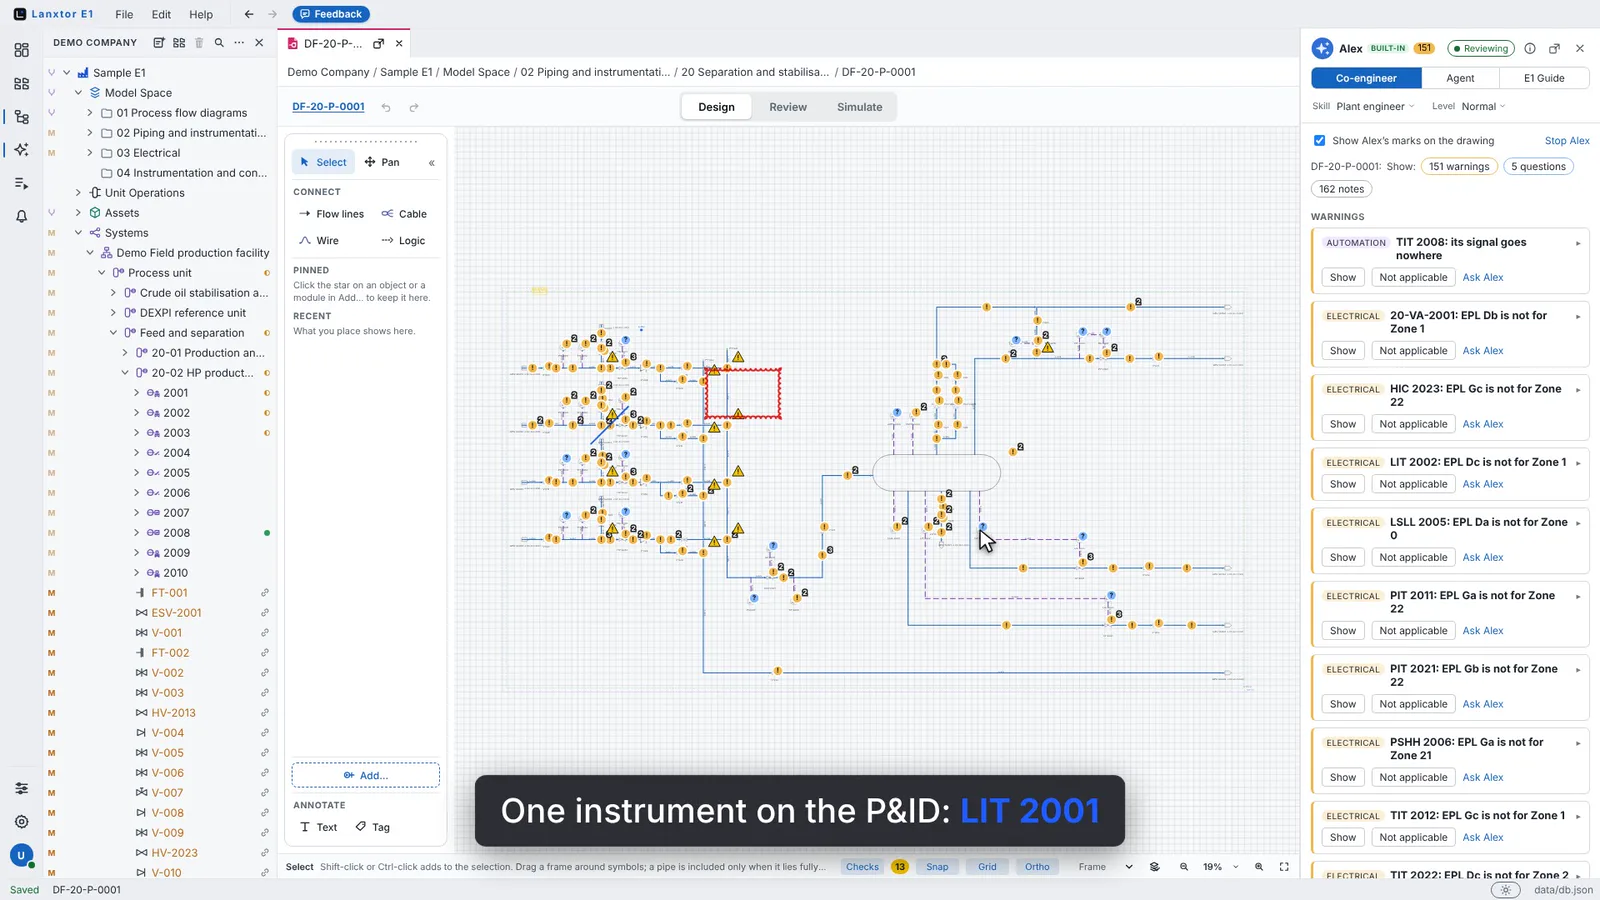 Lanxtor E1
File
Edit
Help
Feedback
DEMO COMPANY
Sample E1
Model Space
01 Process flow diagrams
02 Piping and instrumentati...
03 Electrical
04 Instrumentation and con...
Unit Operations
Assets
Systems
Demo Field production facility
Process unit
Crude oil stabilisation a...
DEXPI reference unit
Feed and separation
20-01 Production an...
20-02 HP product...
2001
2002
2003
2004
2005
2006
2007
2008
2009
2010
FT-001
ESV-2001
V-001
FT-002
V-002
V-003
HV-2013
V-004
V-005
V-006
V-007
V-008
V-009
HV-2023
V-010
Saved
DF-20-P-0001
DF-20-P-...
Demo Company / Sample E1 / Model Space / 02 Piping and instrumentati... / 20 Separation and stabilisa... / DF-20-P-0001
DF-20-P-0001
Design
Review
Simulate
Select
Pan
CONNECT
Flow lines
Cable
Wire
Logic
PINNED
Click the star on an object or a
module in Add... to keep it here.
RECENT
What you place shows here.
Add...
ANNOTATE
Text
Tag
One instrument on the P&ID: LIT 2001
Select
Shift-click or Ctrl-click adds to the selection. Drag a frame around symbols; a pipe is included only when it lies fully...
Checks
13
Snap
Grid
Ortho
Frame
19%
Alex
BUILT-IN
151
Reviewing
Co-engineer
Agent
E1 Guide
Skill
Plant engineer
Level
Normal
Show Alex's marks on the drawing
Stop Alex
DF-20-P-0001:
Show:
151 warnings
5 questions
162 notes
WARNINGS
AUTOMATION
TIT 2008: its signal goes
nowhere
Show
Not applicable
Ask Alex
ELECTRICAL
20-VA-2001: EPL Db is not for
Zone 1
Show
Not applicable
Ask Alex
ELECTRICAL
HIC 2023: EPL Gc is not for Zone
22
Show
Not applicable
Ask Alex
ELECTRICAL
LIT 2002: EPL Dc is not for Zone 1
Show
Not applicable
Ask Alex
ELECTRICAL
LSLL 2005: EPL Da is not for Zone
0
Show
Not applicable
Ask Alex
ELECTRICAL
PIT 2011: EPL Ga is not for Zone
22
Show
Not applicable
Ask Alex
ELECTRICAL
PIT 2021: EPL Gb is not for Zone
22
Show
Not applicable
Ask Alex
ELECTRICAL
PSHH 2006: EPL Ga is not for
Zone 21
Show
Not applicable
Ask Alex
ELECTRICAL
TIT 2012: EPL Gc is not for Zone 1
Show
Not applicable
Ask Alex
ELECTRICAL
TIT 2022: EPL Dc is not for Zone 2
data/db.json